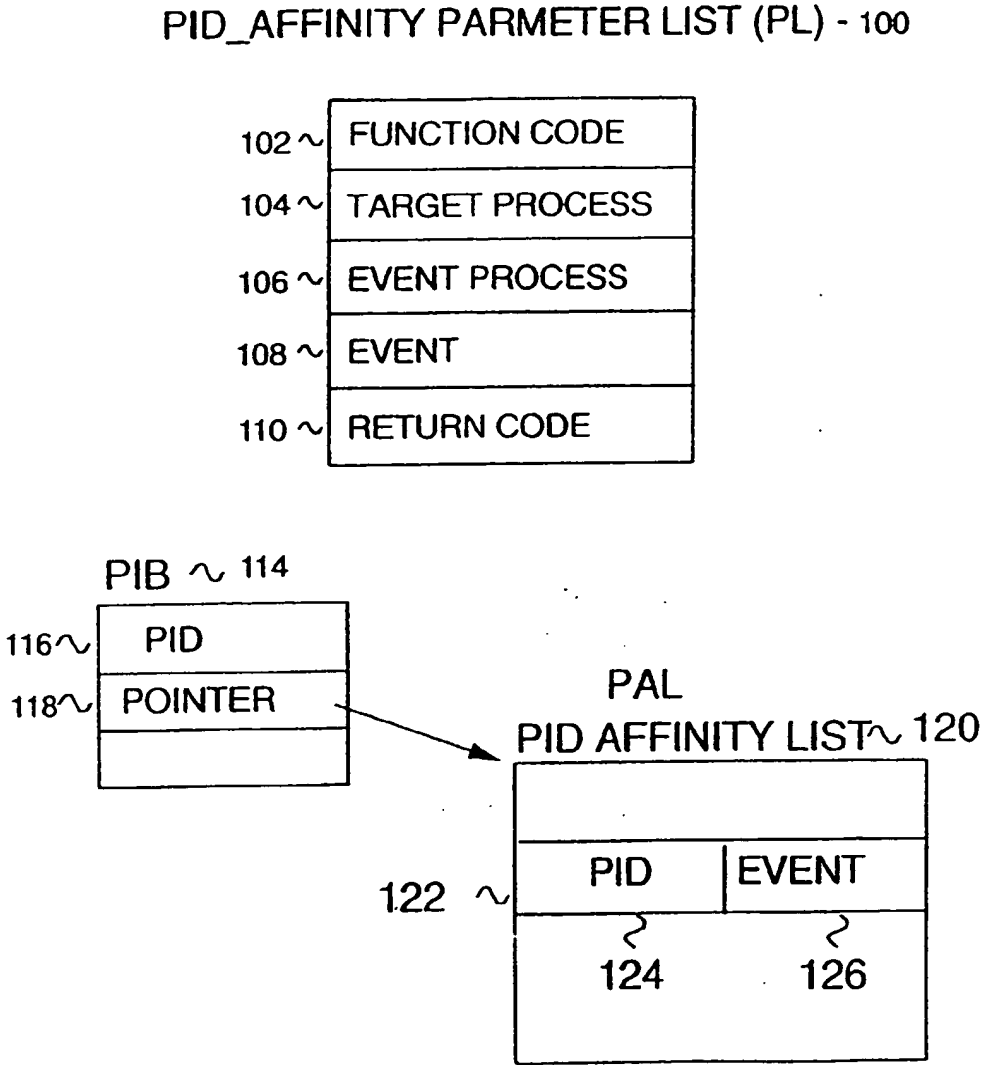 PID_AFFINITY PARMETER LIST (PL) - 100
102 FUNCTION CODE
104 TARGET PROCESS
106 EVENT PROCESS
108 EVENT
110 RETURN CODE
PIB 114
116 PID
118 POINTER
PAL
PID AFFINITY LIST 120
122 PID EVENT
124 126